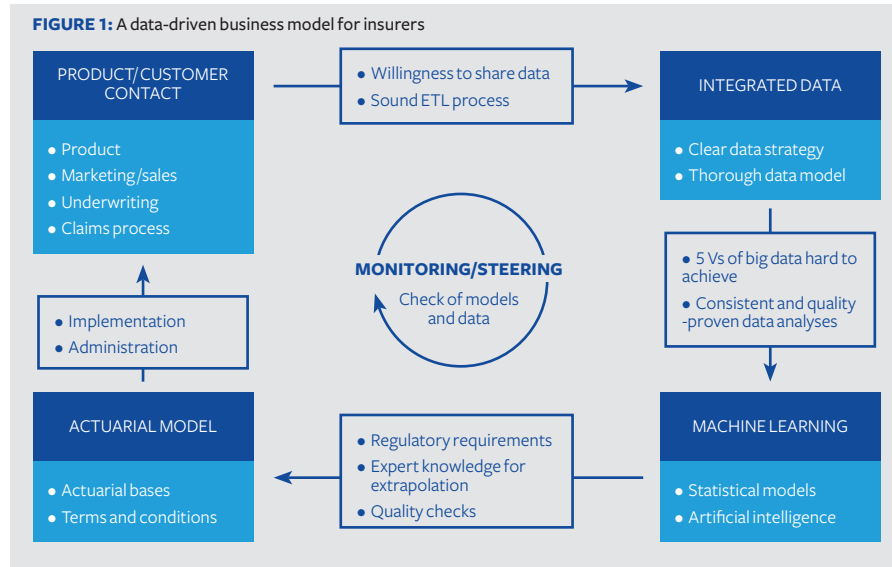 FIGURE 1: A data-driven business model for insurers
PRODUCT/CUSTOMER
CONTACT
• Product
• Marketing/sales
• Underwriting
• Claims process
• Willingness to share data
• Sound ETL process
INTEGRATED DATA
• Clear data strategy
• Thorough data model
MONITORING/STEERING
Check of models
and data
• 5 Vs of big data hard to
achieve
• Consistent and quality
-proven data analyses
• Implementation
• Administration
ACTUARIAL MODEL
• Actuarial bases
• Terms and conditions
• Regulatory requirements
• Expert knowledge for
extrapolation
• Quality checks
MACHINE LEARNING
• Statistical models
• Artificial intelligence